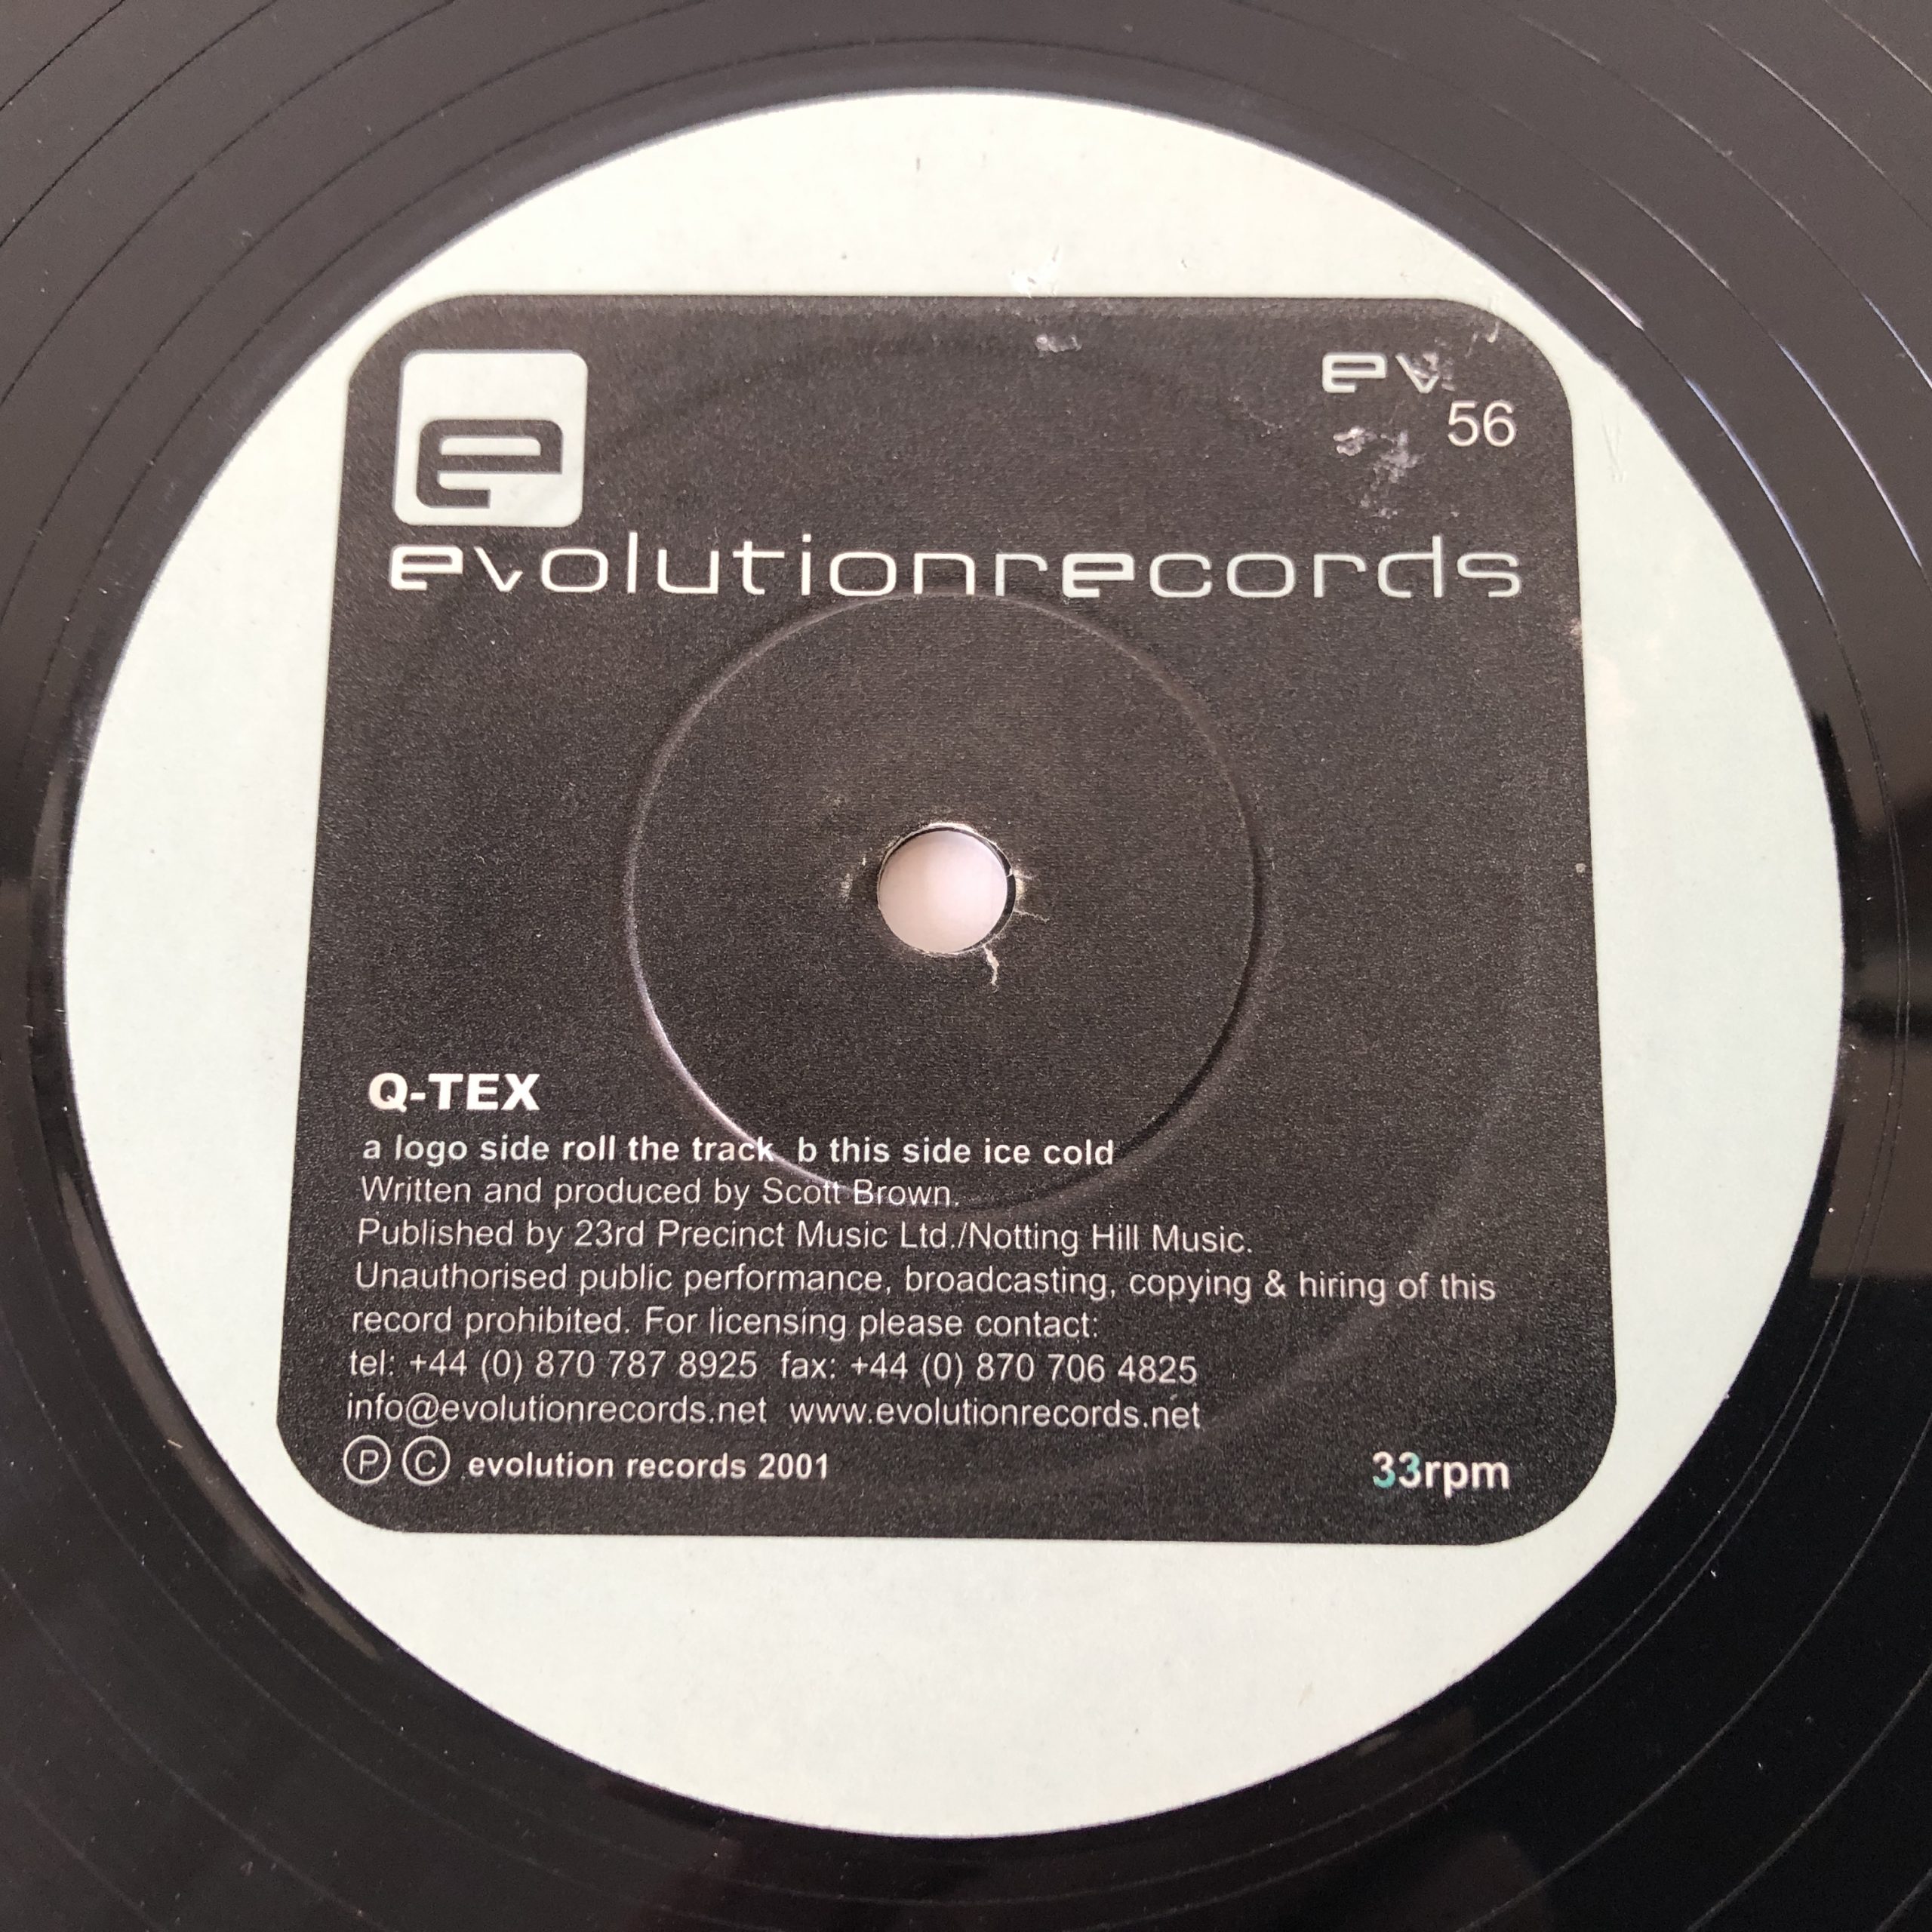 e
ev
56
evolutionrecords
Q-TEX
a logo side roll the track b this side ice cold
Written and produced by Scott Brown.
Published by 23rd Precinct Music Ltd./Notting Hill Music.
Unauthorised public performance, broadcasting, copying & hiring of this
record prohibited. For licensing please contact:
tel: +44 (0) 870 787 8925 fax: +44 (0) 870 706 4825
info@evolutionrecords.net www.evolutionrecords.net
Ⓟ Ⓒ evolution records 2001
33rpm